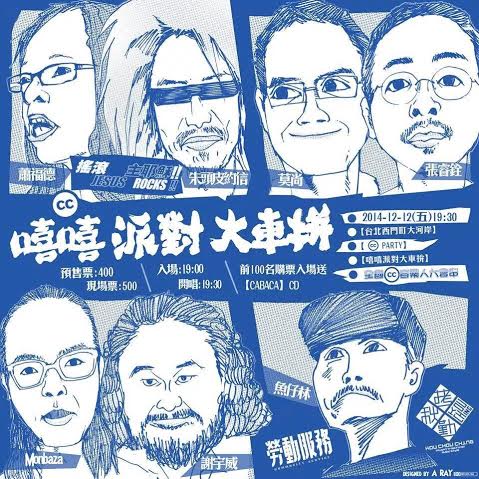 蕭福德
搖滾
JESUS
主耶穌!!
ROCKS!!
朱頭皮約信
莫尚
張睿銓
CC
嘻嘻派對大車拚
2014-12-12(五)19:30
【台北西門町大河岸】
【CC PARTY】
【嘻嘻派對大車拚】
全國CC音樂人大會串
預售票:400
現場票:500
入場:19:00
開唱:19:30
前100名購票入場送
【CABACA】CD
Monbaza
謝宇威
魚仔林
勞動服務
COMMUNITY SERVICE
KOU CHOU CHING
DESIGNED BY A RAY